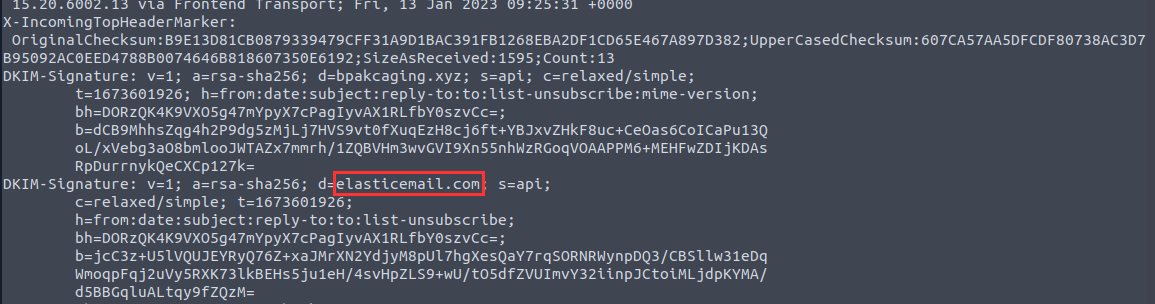 15.20.6002.13 via Frontend Transport; Fri, 13 Jan 2023 09:25:31 +0000
X-IncomingTopHeaderMarker:
OriginalChecksum:B9E13D81CB0879339479CFF31A9D1BAC391FB1268EBA2DF1CD65E467A897D382;UpperCasedChecksum:607CA57AA5DFCDF80738AC3D7
B95092AC0EED4788B0074646B818607350E6192;SizeAsReceived:1595;Count:13
DKIM-Signature: v=1; a=rsa-sha256; d=bpakcaging.xyz; s=api; c=relaxed/simple;
t=1673601926; h=from:date:subject:reply-to:to:list-unsubscribe:mime-version;
bh=DORzQK4K9VXO5g47mYpyX7cPagIyvAX1RLfbY0szvCc=;
b=dCB9MhhsZqg4h2P9dg5zMjLj7HVS9vt0fXuqEzH8cj6ft+YBJxvZHkF8uc+CeOas6CoICaPu13Q
oL/xVebg3aO8bmlooJWTAZx7mmrh/1ZQBVHm3wvGVI9Xn55nhWzRGoqVOAAPPM6+MEHFwZDIjKDAs
RpDurrnykQeCXCp127k=
DKIM-Signature: v=1; a=rsa-sha256; d=elasticemail.com; s=api;
c=relaxed/simple; t=1673601926;
h=from:date:subject:reply-to:to:list-unsubscribe;
bh=DORzQK4K9VXO5g47mYpyX7cPagIyvAX1RLfbY0szvCc=;
b=jcC3z+U5lVQUJEYRyQ76Z+xaJMrXN2YdjyM8pUl7hgXesQaY7rqSORNRWynpDQ3/CBSllw31eDq
WmoqpFqj2uVy5RXK73lkBEHs5ju1eH/4svHpZLS9+wU/tO5dfZVUImvY32iinpJCtoiMLjdpKYMA/
d5BBGqluALtqy9fZQzM=